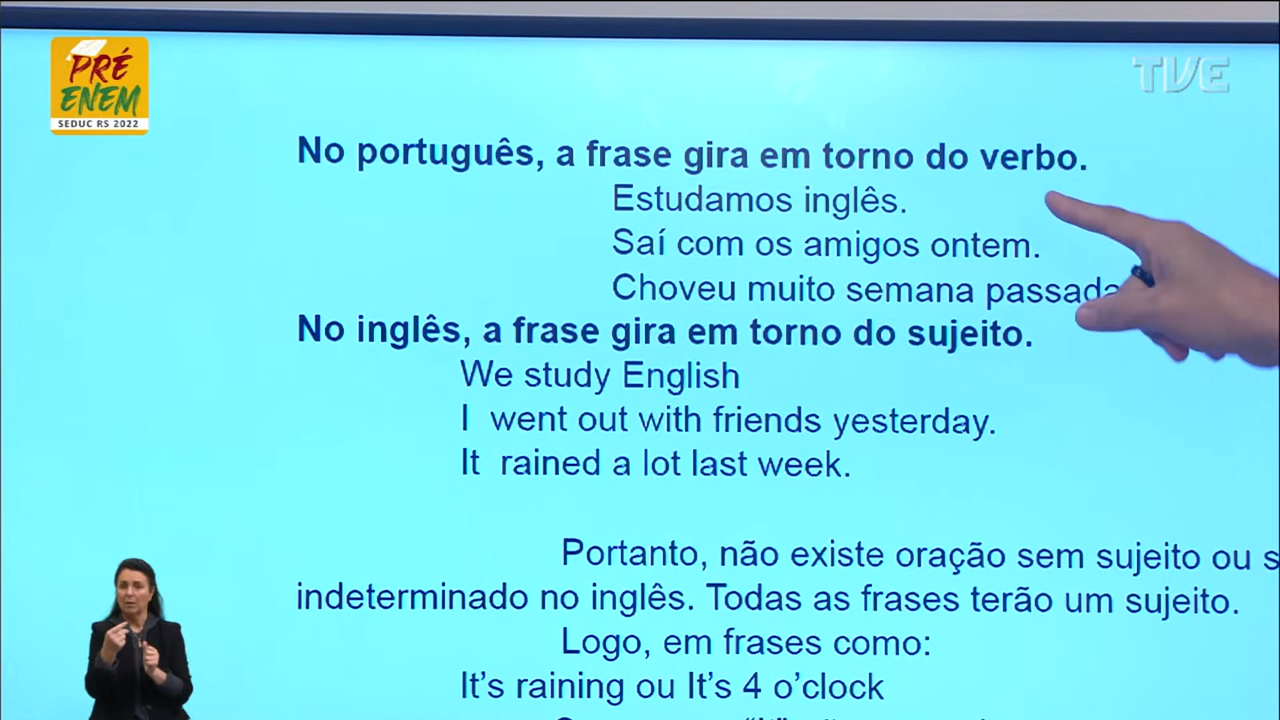 PRÉ
ENEM
SEDUC RS 2022
TVE
No português, a frase gira em torno do verbo.
Estudamos inglês.
Saí com os amigos ontem.
Choveu muito semana passada
No inglês, a frase gira em torno do sujeito.
We study English
I went out with friends yesterday.
It rained a lot last week.
Portanto, não existe oração sem sujeito ou
indeterminado no inglês. Todas as frases terão um sujeito.
Logo, em frases como:
It's raining ou It's 4 o'clock